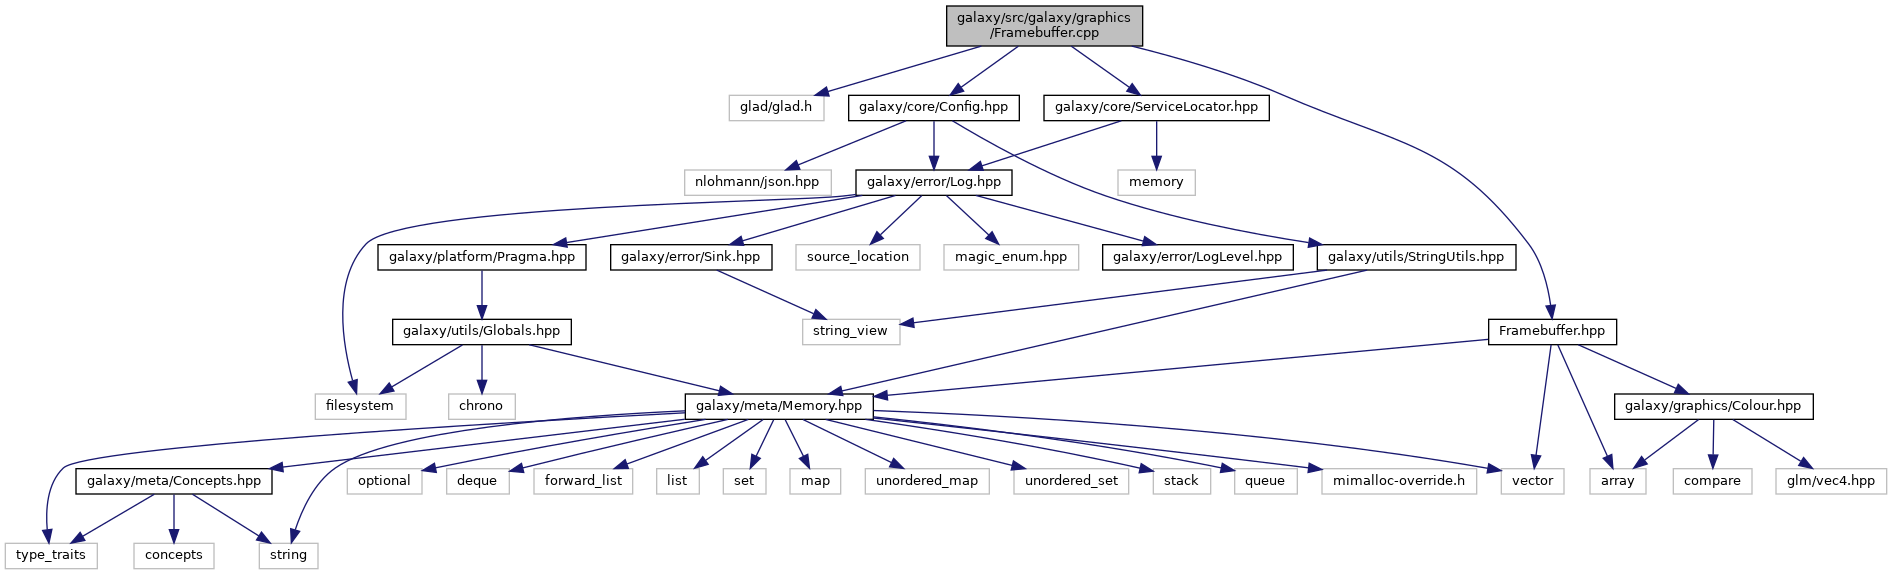 galaxy/src/galaxy/graphics
/Framebuffer.cpp
glad/glad.h
galaxy/core/Config.hpp
galaxy/core/ServiceLocator.hpp
nlohmann/json.hpp
galaxy/error/Log.hpp
memory
galaxy/platform/Pragma.hpp
galaxy/error/Sink.hpp
source_location
magic_enum.hpp
galaxy/error/LogLevel.hpp
galaxy/utils/StringUtils.hpp
galaxy/utils/Globals.hpp
string_view
Framebuffer.hpp
filesystem
chrono
galaxy/meta/Memory.hpp
galaxy/graphics/Colour.hpp
galaxy/meta/Concepts.hpp
optional
deque
forward_list
list
set
map
unordered_map
unordered_set
stack
queue
mimalloc-override.h
vector
array
compare
glm/vec4.hpp
type_traits
concepts
string